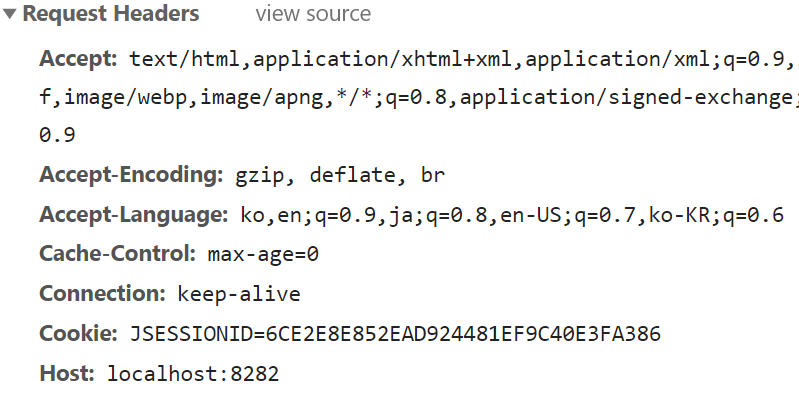 ▼ Request Headers view source
Accept: text/html,application/xhtml+xml,application/xml;q=0.9,
f,image/webp,image/apng,*/*;q=0.8,application/signed-exchange;
0.9
Accept-Encoding: gzip, deflate, br
Accept-Language: ko,en;q=0.9,ja;q=0.8,en-US;q=0.7,ko-KR;q=0.6
Cache-Control: max-age=0
Connection: keep-alive
Cookie: JSESSIONID=6CE2E8E852EAD924481EF9C40E3FA386
Host: localhost:8282